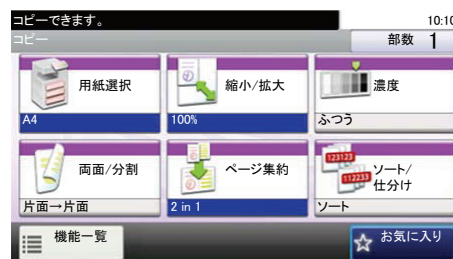 コピーできます。
10:10
コピー
部数 1
用紙選択
A4
縮小/拡大
100%
濃度
ふつう
両面/分割
片面→片面
ページ集約
2 in 1
123123
112233
ソート/
仕分け
ソート
機能一覧
お気に入り